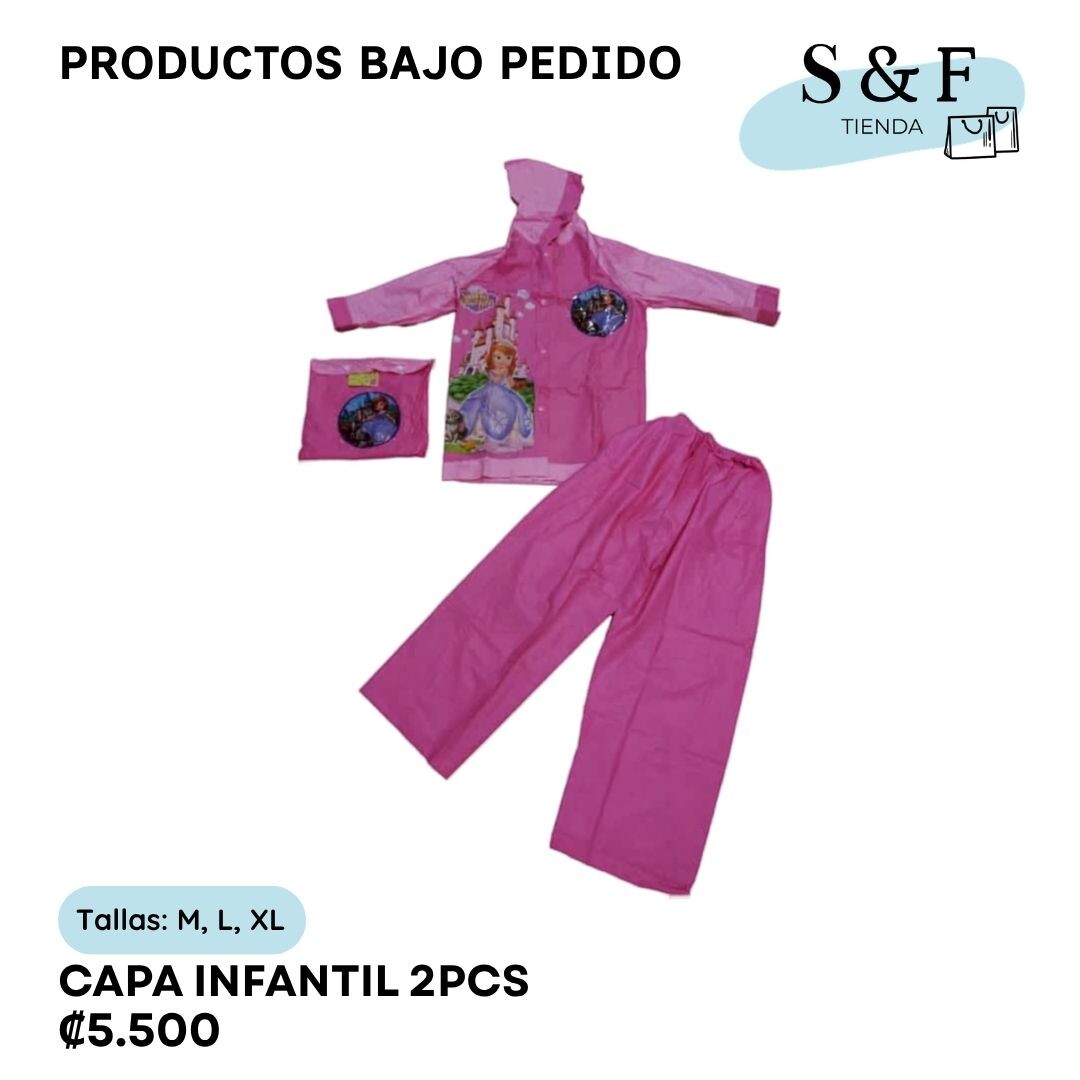 PRODUCTOS BAJO PEDIDO
S & F
TIENDA
Tallas: M, L, XL
CAPA INFANTIL 2PCS
₡5.500